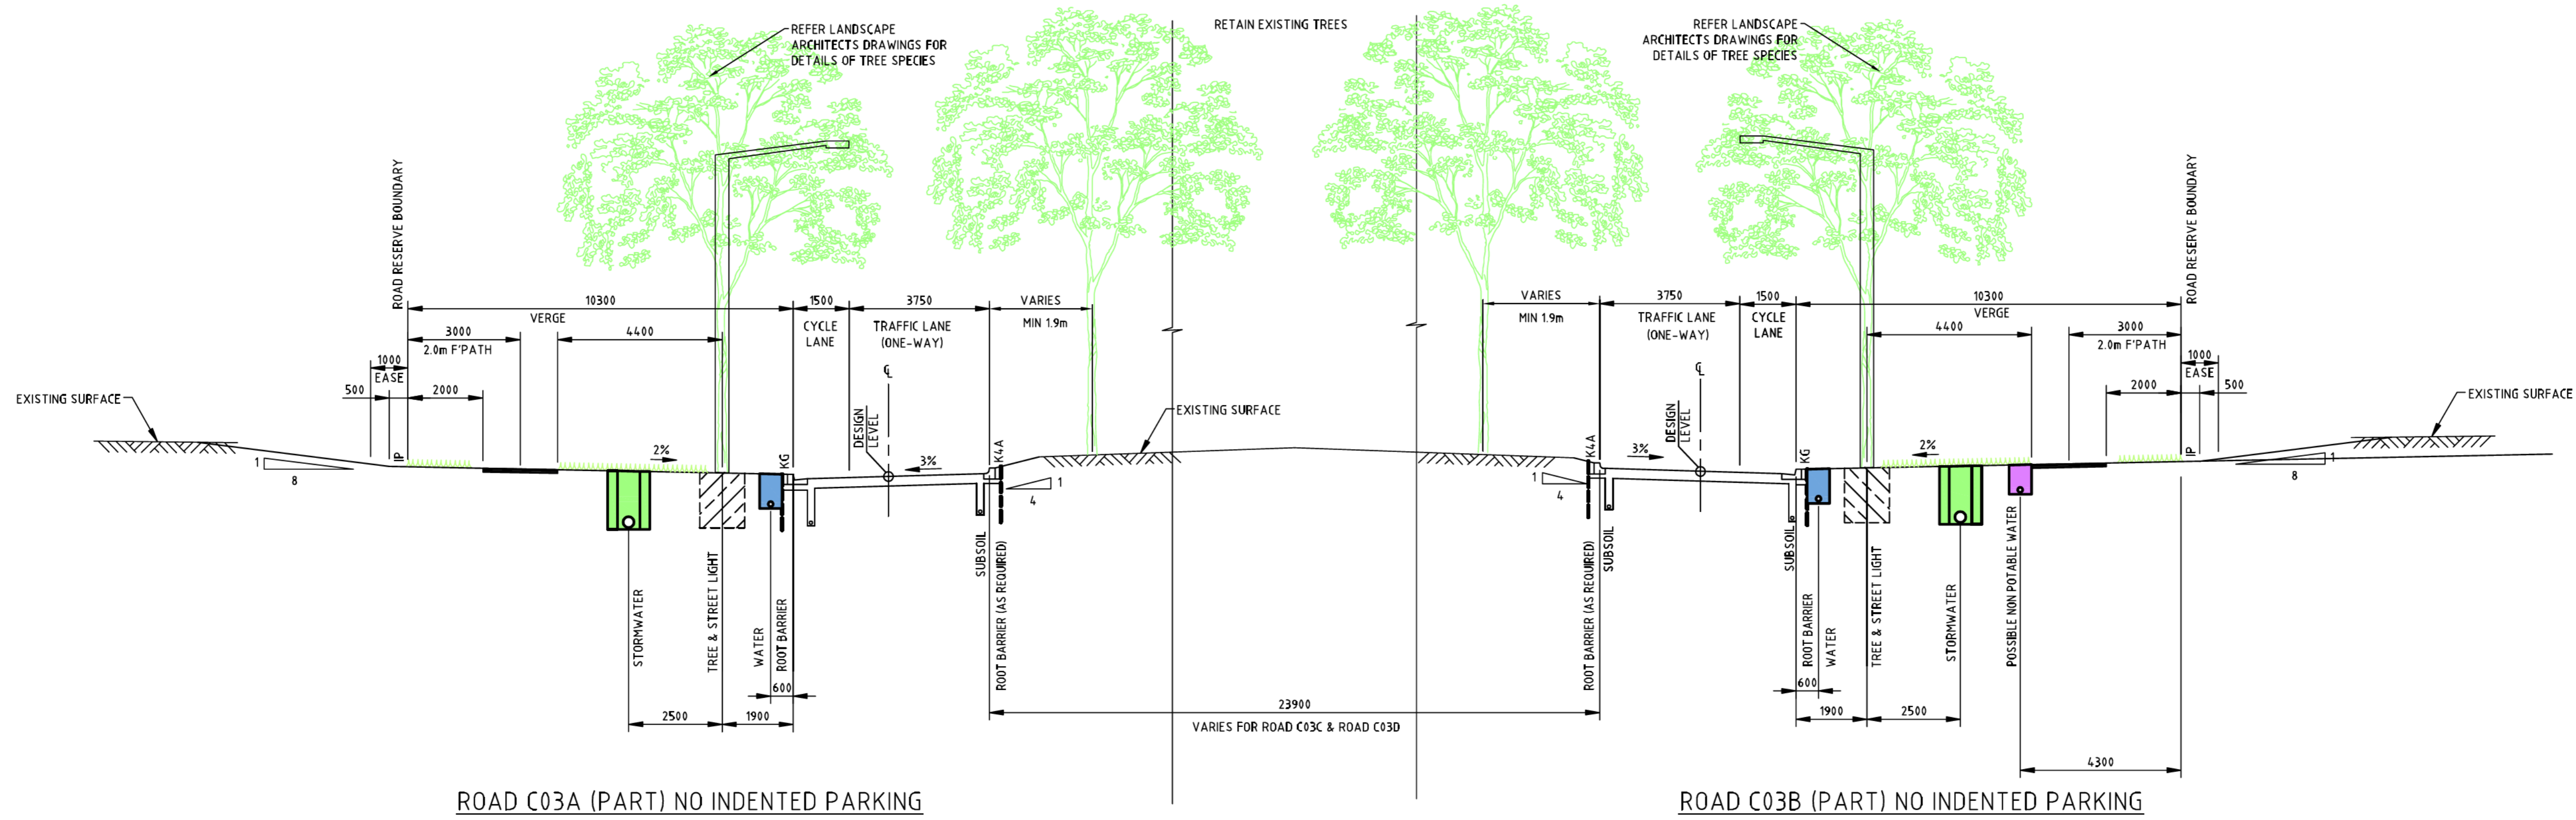 REFER LANDSCAPE
ARCHITECTS DRAWINGS FOR
DETAILS OF TREE SPECIES
RETAIN EXISTING TREES
REFER LANDSCAPE
ARCHITECTS DRAWINGS FOR
DETAILS OF TREE SPECIES
ROAD RESERVE BOUNDARY
10300
VERGE
3000
2.0m F'PATH
4400
1000
EASE
500
2000
EXISTING SURFACE
IP
1
8
2%
KG
1500
CYCLE
LANE
3750
TRAFFIC LANE
(ONE-WAY)
VARIES
MIN 1.9m
℄
DESIGN
LEVEL
3%
K4A
1
4
EXISTING SURFACE
STORMWATER
TREE & STREET LIGHT
WATER
ROOT BARRIER
SUBSOIL
ROOT BARRIER (AS REQUIRED)
600
2500
1900
23900
VARIES FOR ROAD C03C & ROAD C03D
VARIES
MIN 1.9m
3750
TRAFFIC LANE
(ONE-WAY)
1500
CYCLE
LANE
10300
VERGE
4400
3000
2.0m F'PATH
1000
EASE
2000
500
ROAD RESERVE BOUNDARY
EXISTING SURFACE
K4A
1
4
3%
℄
DESIGN
LEVEL
KG
2%
IP
1
8
ROOT BARRIER (AS REQUIRED)
SUBSOIL
SUBSOIL
ROOT BARRIER
WATER
TREE & STREET LIGHT
STORMWATER
POSSIBLE NON POTABLE WATER
600
1900
2500
4300
ROAD C03A (PART) NO INDENTED PARKING
ROAD C03B (PART) NO INDENTED PARKING